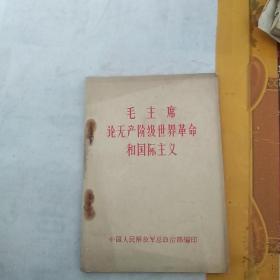 毛主席
论无产阶级世界革命
和国际主义
中国人民解放军总政治部编印